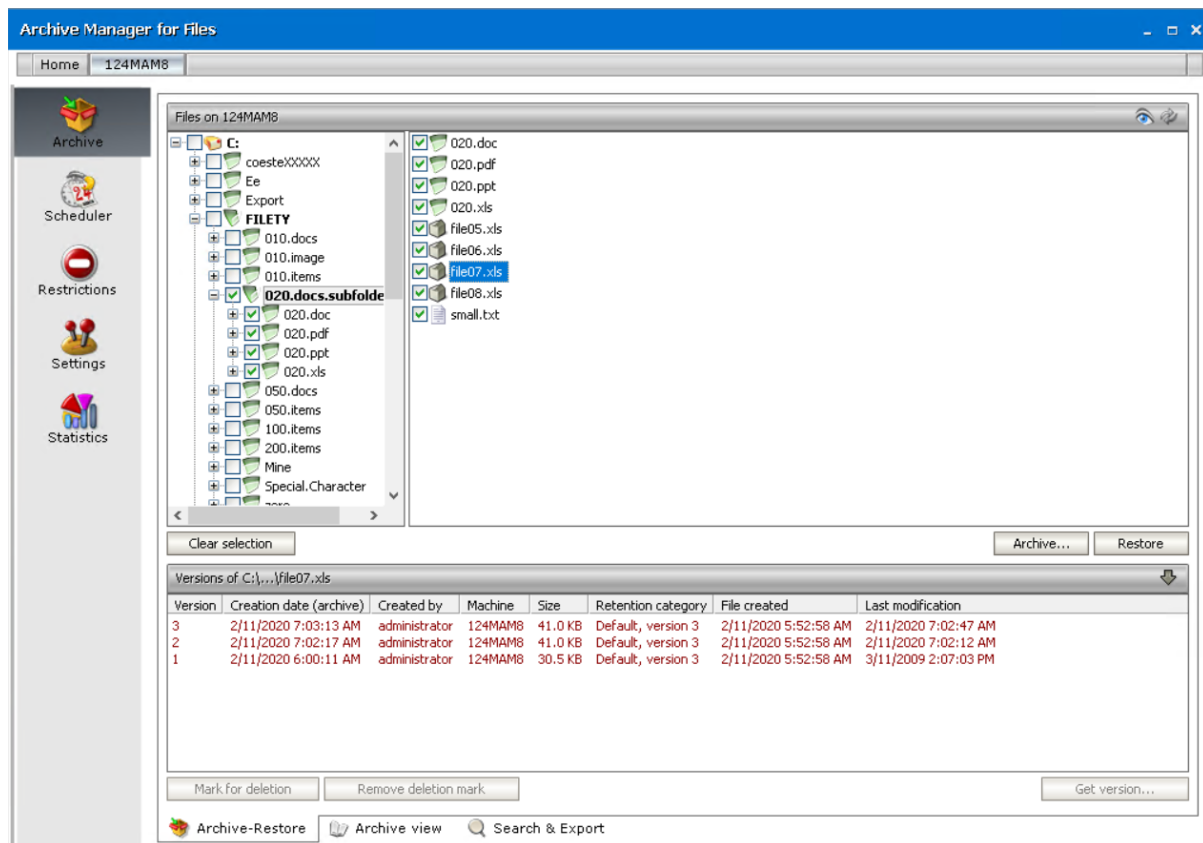 Archive Manager for Files
Home 124MAM8
Archive
Scheduler
Restrictions
Settings
Statistics
Files on 124MAM8
C:
coesteXXXXX
Ee
Export
FILETY
010.docs
010.image
010.items
020.docs.subfolde
020.doc
020.pdf
020.ppt
020.xls
050.docs
050.items
100.items
200.items
Mine
Special.Character
020.doc
020.pdf
020.ppt
020.xls
file05.xls
file06.xls
file07.xls
file08.xls
small.txt
Clear selection Archive... Restore
Versions of C:\...\file07.xls
Version Creation date (archive) Created by Machine Size Retention category File created Last modification
3 2/11/2020 7:03:13 AM administrator 124MAM8 41.0 KB Default, version 3 2/11/2020 5:52:58 AM 2/11/2020 7:02:47 AM
2 2/11/2020 7:02:17 AM administrator 124MAM8 41.0 KB Default, version 3 2/11/2020 5:52:58 AM 2/11/2020 7:02:12 AM
1 2/11/2020 6:00:11 AM administrator 124MAM8 30.5 KB Default, version 3 2/11/2020 5:52:58 AM 3/11/2009 2:07:03 PM
Mark for deletion Remove deletion mark Get version...
Archive-Restore Archive view Search & Export